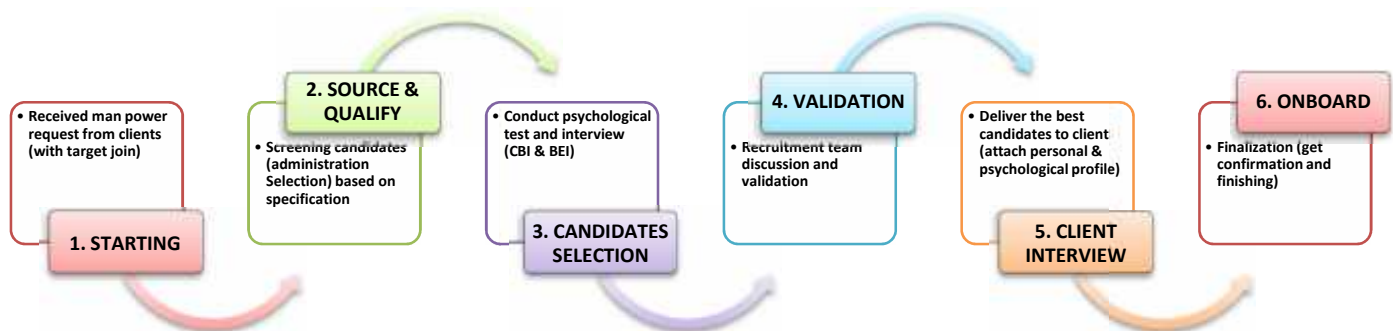 • Received man power
request from clients
(with target join)
1. STARTING
2. SOURCE &
QUALIFY
• Screening candidates
(administration
Selection) based on
specification
• Conduct psychological
test and interview
(CBI & BEI)
3. CANDIDATES
SELECTION
4. VALIDATION
• Recruitment team
discussion and
validation
• Deliver the best
candidates to client
(attach personal &
psychological profile)
5. CLIENT
INTERVIEW
6. ONBOARD
• Finalization (get
confirmation and
finishing)